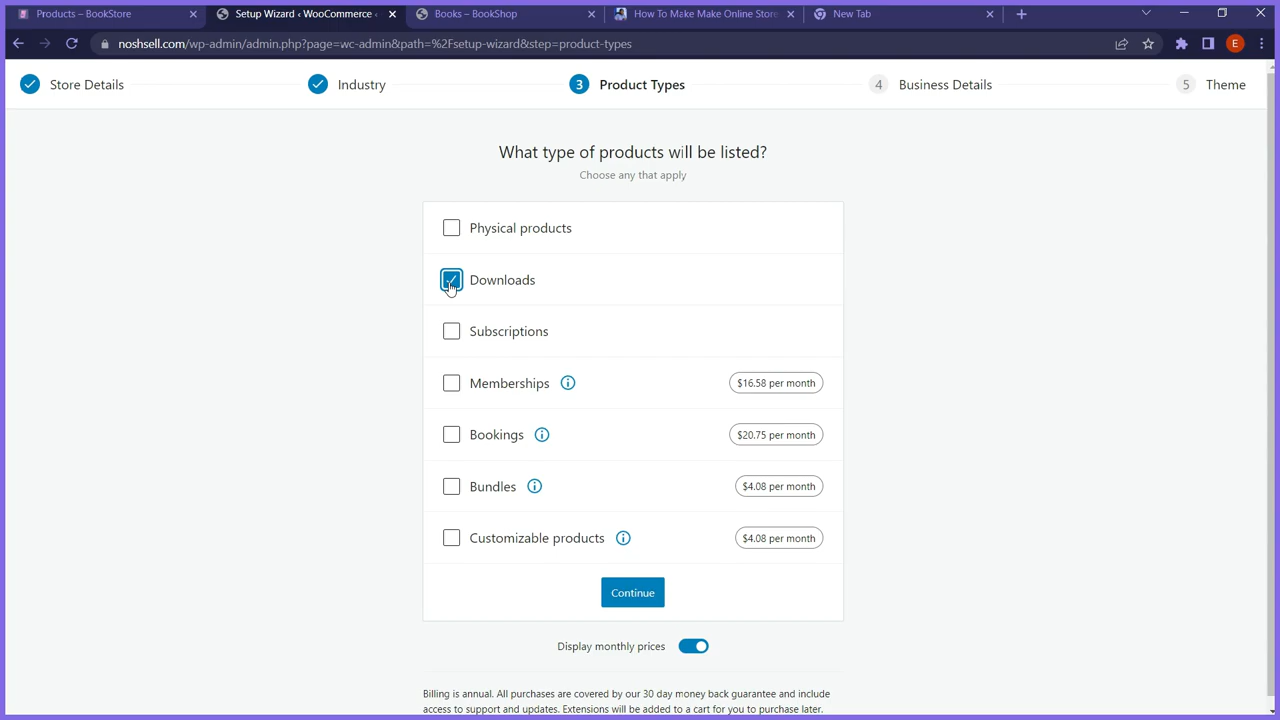 Products – BookStore
Setup Wizard ‹ WooCommerce ‹
Books – BookShop
How To Make Make Online Store
New Tab
noshsell.com/wp-admin/admin.php?page=wc-admin&path=%2Fsetup-wizard&step=product-types
E
Store Details
Industry
3 Product Types
4 Business Details
5 Theme
What type of products will be listed?
Choose any that apply
Physical products
Downloads
Subscriptions
Memberships
$16.58 per month
Bookings
$20.75 per month
Bundles
$4.08 per month
Customizable products
$4.08 per month
Continue
Display monthly prices
Billing is annual. All purchases are covered by our 30 day money back guarantee and include
access to support and updates. Extensions will be added to a cart for you to purchase later.